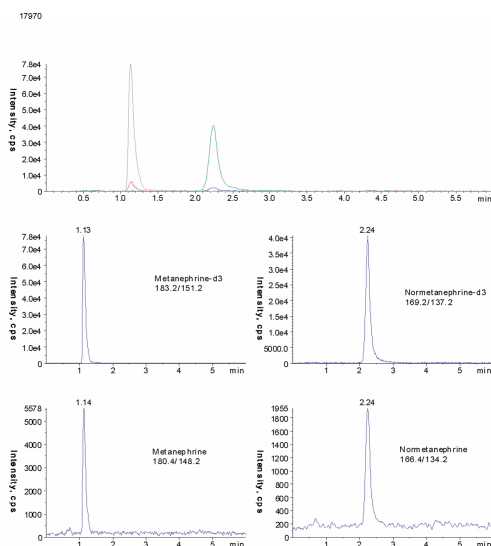 17970
Intensity, cps
7.8e4
7.0e4
6.0e4
5.0e4
4.0e4
3.0e4
2.0e4
1.0e4
0
0.5 1.0 1.5 2.0 2.5 3.0 3.5 4.0 4.5 5.0 5.5 min
1.13
Intensity, cps
7.8e4
7.0e4
6.0e4
5.0e4
4.0e4
3.0e4
2.0e4
1.0e4
0
Metanephrine-d3
183.2/151.2
1 2 3 4 5 min
2.24
Intensity, cps
4.0e4
3.5e4
3.0e4
2.5e4
2.0e4
1.5e4
1.0e4
5000.0
0
Normetanephrine-d3
169.2/137.2
1 2 3 4 5 min
1.14
Intensity, cps
5578
5000
4000
3000
2000
1000
0
Metanephrine
180.4/148.2
1 2 3 4 5 min
2.24
Intensity, cps
1955
1800
1600
1400
1200
1000
800
600
400
200
0
Normetanephrine
166.4/134.2
1 2 3 4 5 min